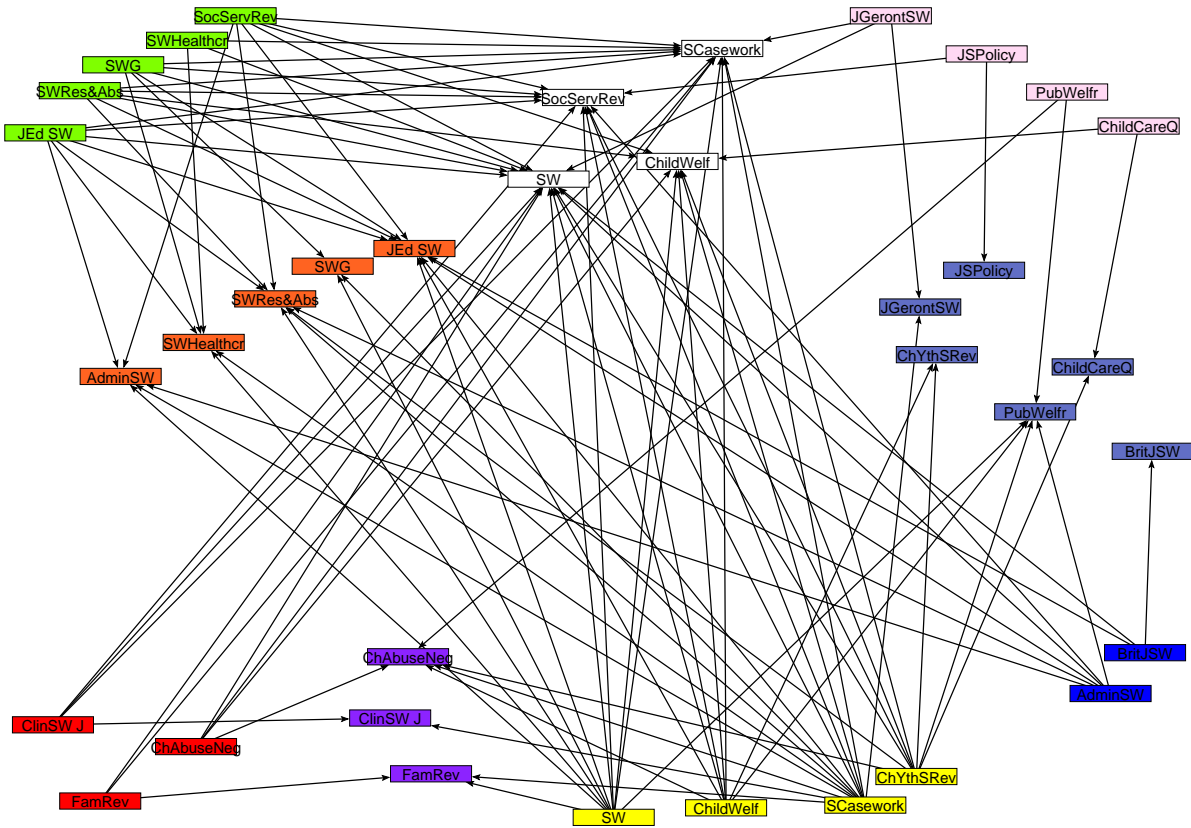 SocServRev
JGerontSW
SWHealthcr
SCasework
JSPolicy
SWG
SWRes&Abs
PubWelfr
SocServRev
ChildCareQ
JEd SW
ChildWelf
SW
JEd SW
SWG
JSPolicy
SWRes&Abs
JGerontSW
SWHealthcr
ChYthSRev
ChildCareQ
AdminSW
PubWelfr
BritJSW
BritJSW
ChAbuseNeg
AdminSW
ClinSW J
ClinSW J
ChAbuseNeg
FamRev
ChYthSRev
FamRev
SCasework
ChildWelf
SW